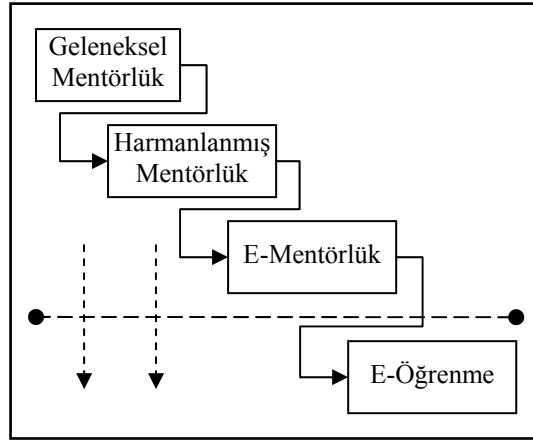 Geleneksel
Mentörlük
Harmanlanmış
Mentörlük
E-Mentörlük
E-Öğrenme